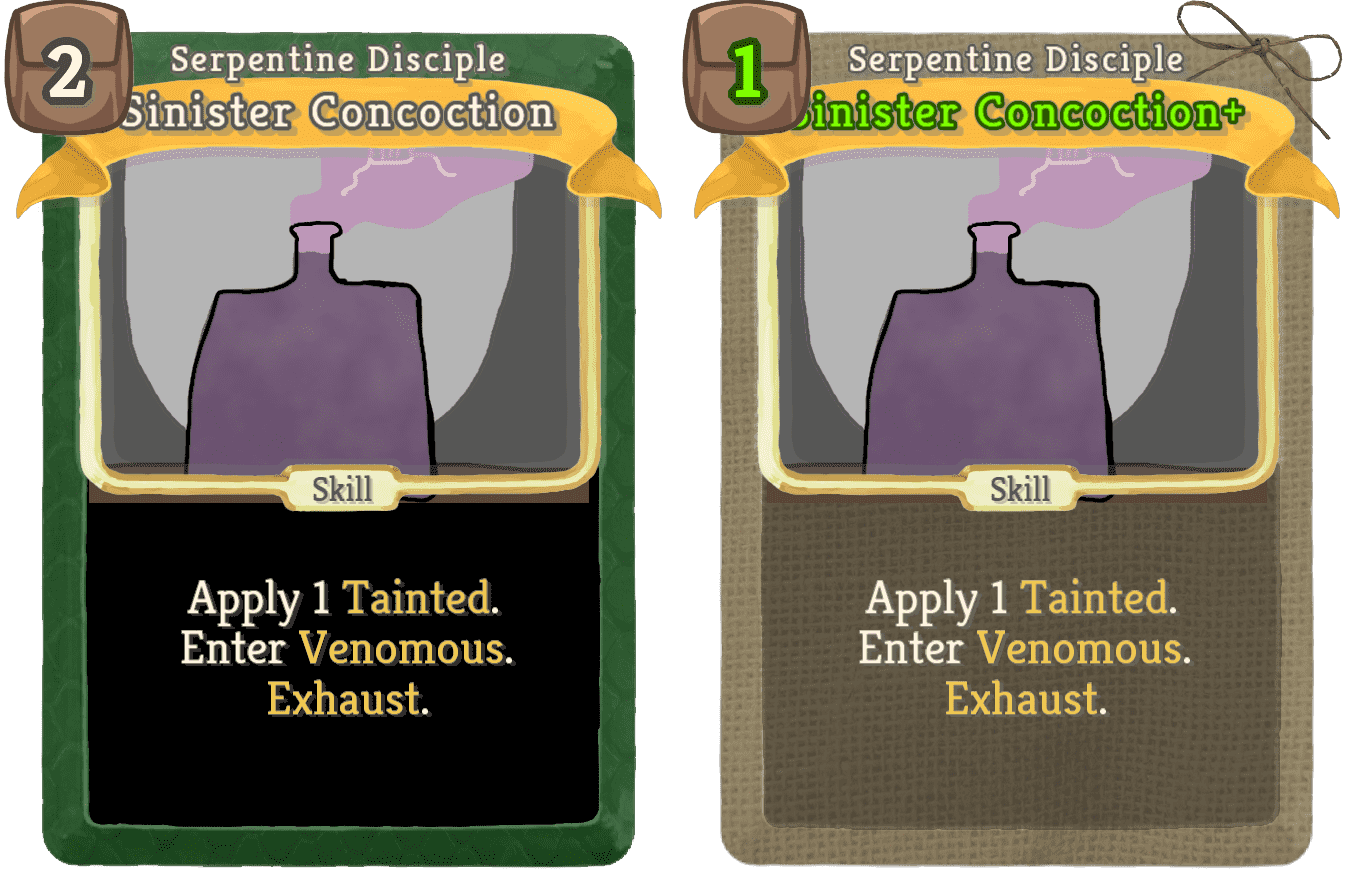 2
Serpentine Disciple
Sinister Concoction
Skill
Apply 1 Tainted.
Enter Venomous.
Exhaust.
1
Serpentine Disciple
Sinister Concoction+
Skill
Apply 1 Tainted.
Enter Venomous.
Exhaust.